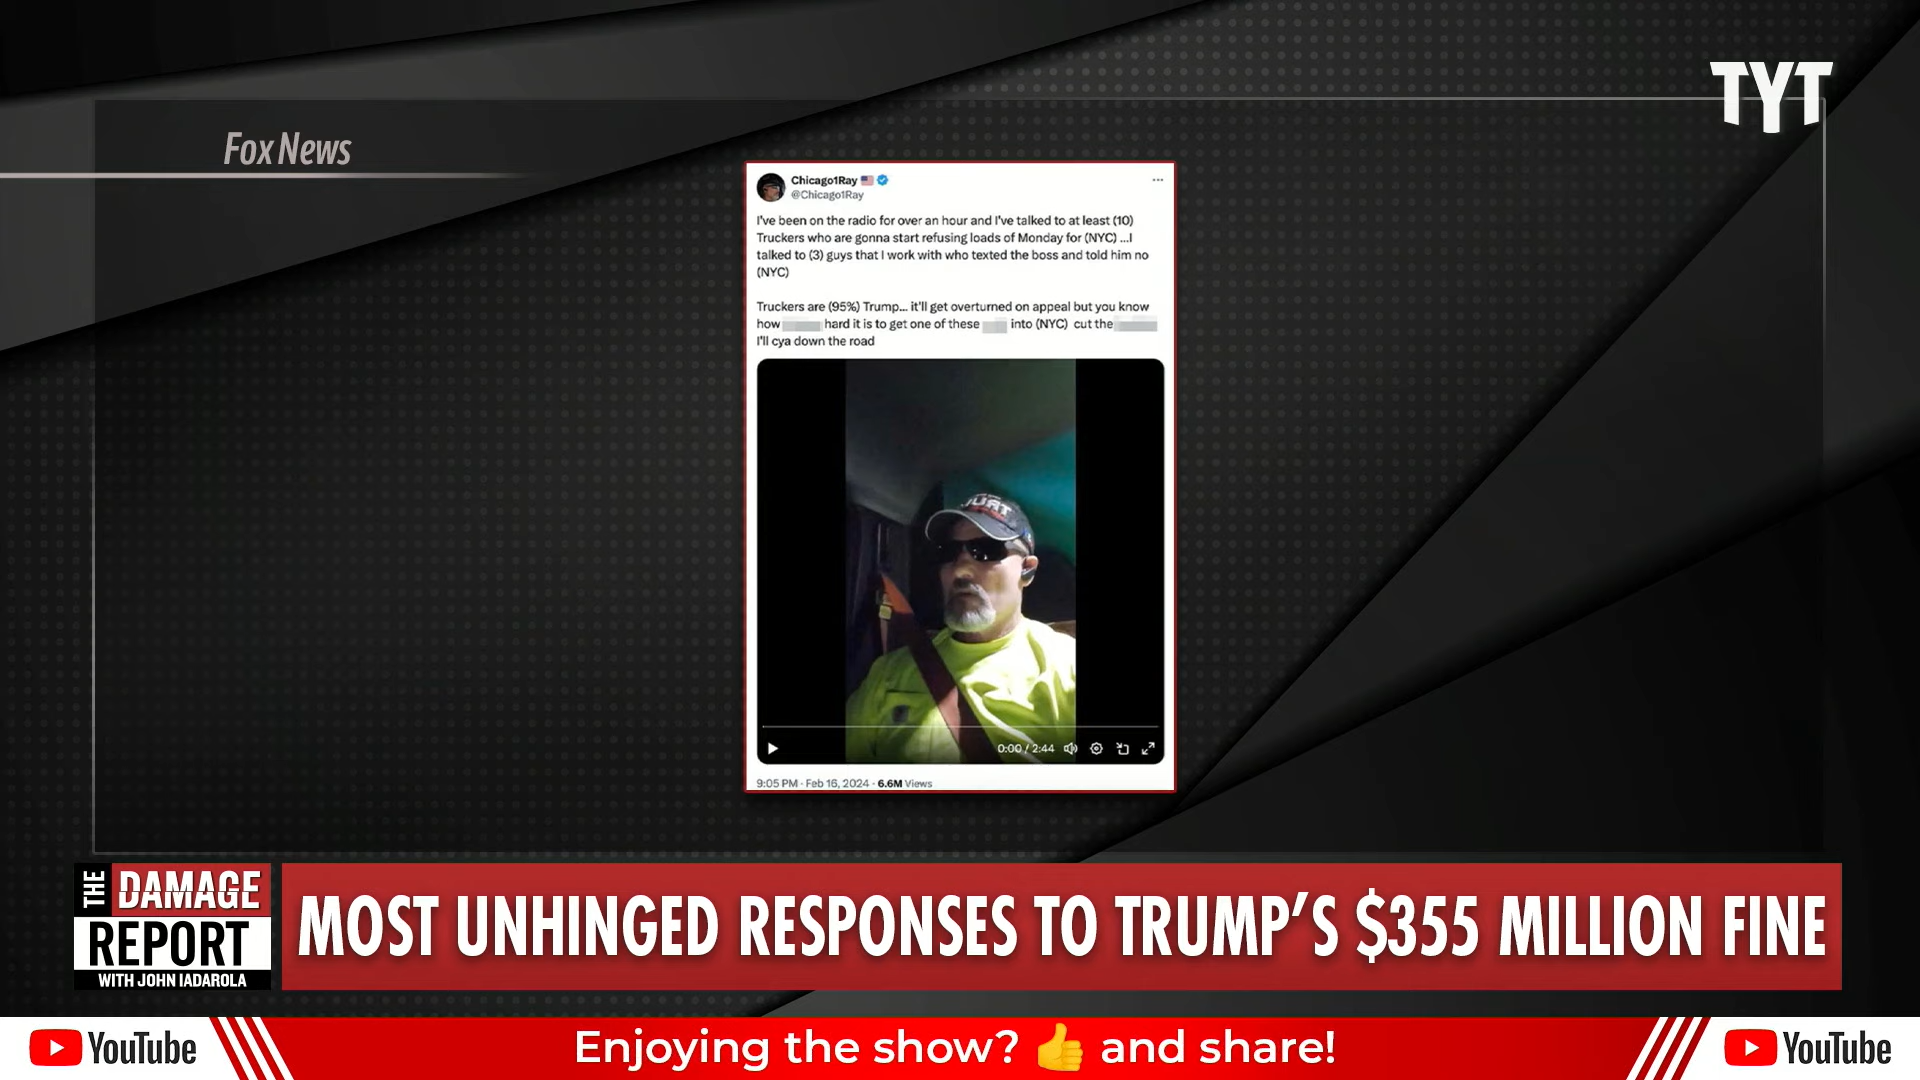 TYT
Fox News
Chicago1Ray
@Chicago1Ray
I've been on the radio for over an hour and I've talked to at least (10)
Truckers who are gonna start refusing loads of Monday for (NYC) ...I
talked to (3) guys that I work with who texted the boss and told him no
(NYC)
Truckers are (95%) Trump... it'll get overturned on appeal but you know
how hard it is to get one of these into (NYC) cut the
I'll cya down the road
0:00 / 2:44
9:05 PM · Feb 16, 2024 · 6.6M Views
THE DAMAGE
REPORT
WITH JOHN IADAROLA
MOST UNHINGED RESPONSES TO TRUMP'S $355 MILLION FINE
YouTube
Enjoying the show? 👍 and share!
YouTube